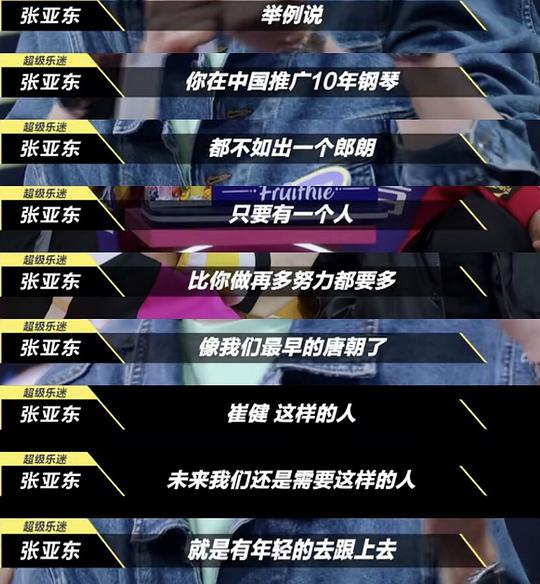 张亚东
举例说
超级乐迷
张亚东
你在中国推广10年钢琴
超级乐迷
张亚东
都不如出一个郎朗
Fruithie
超级乐迷
张亚东
只要有一个人
超级乐迷
张亚东
比你做再多努力都要多
超级乐迷
张亚东
像我们最早的唐朝了
超级乐迷
张亚东
崔健 这样的人
超级乐迷
张亚东
未来我们还是需要这样的人
超级乐迷
张亚东
就是有年轻的去跟上去